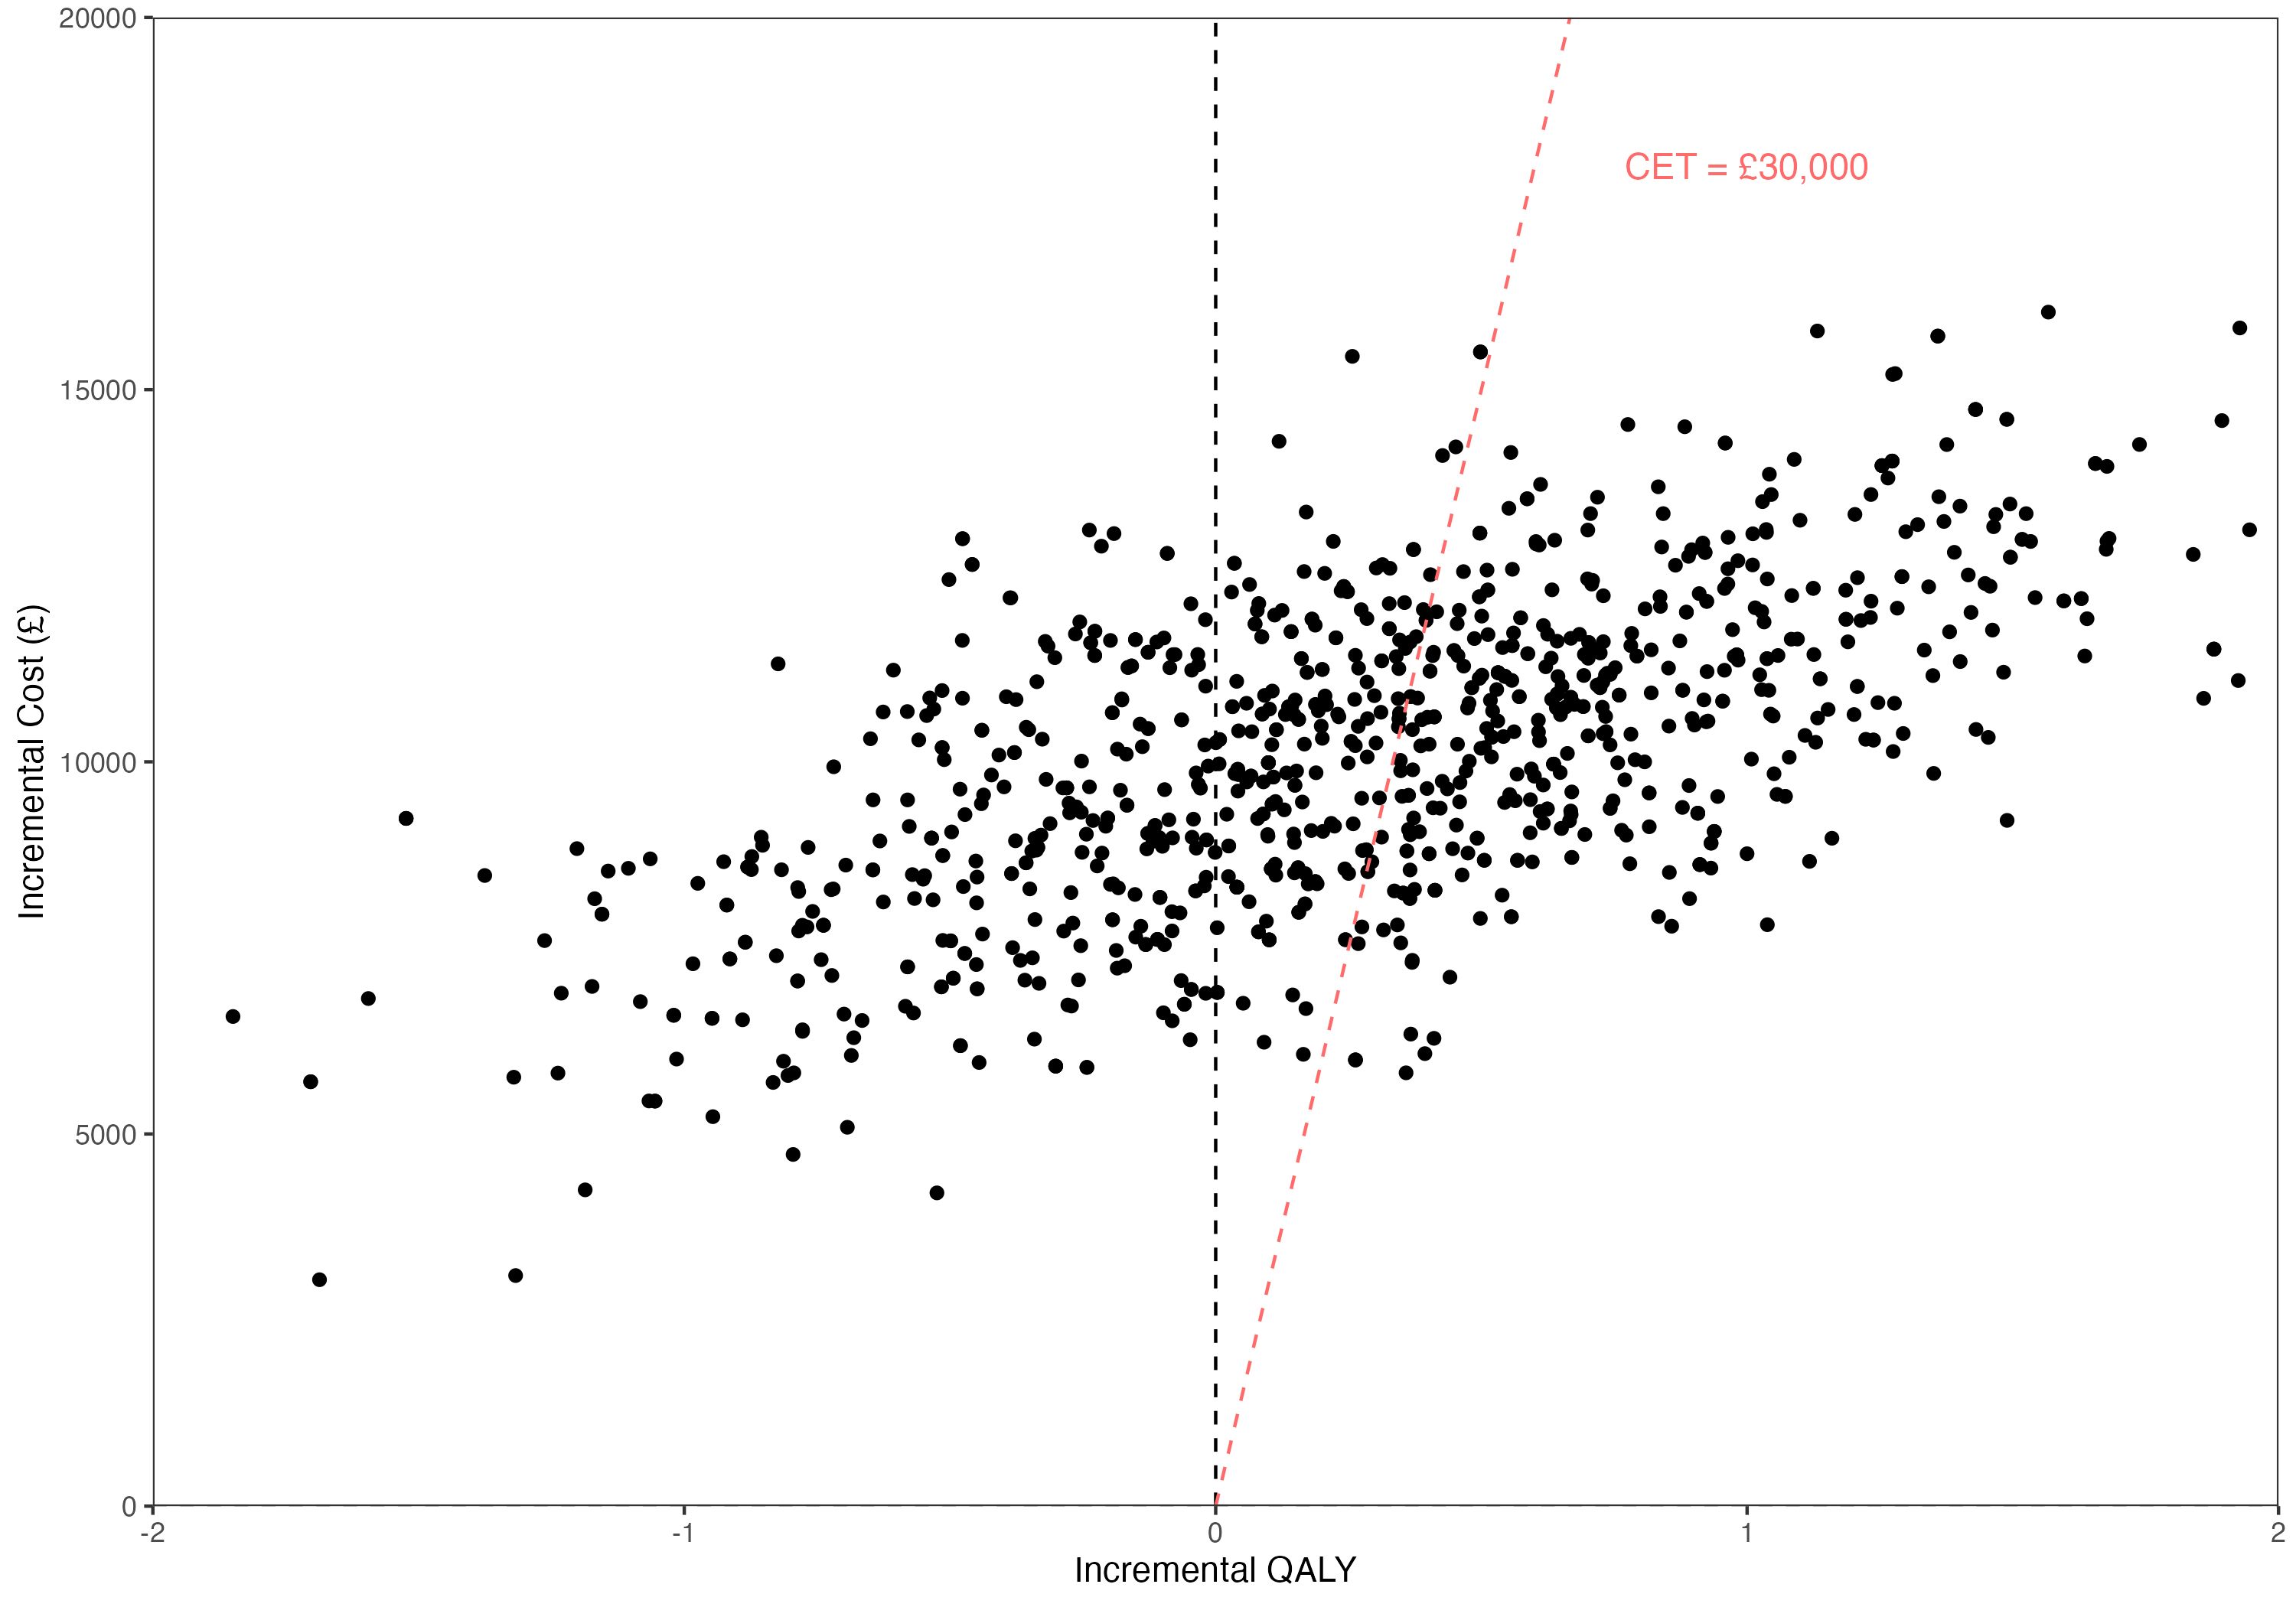 20000
CET = £30,000
15000
Incremental Cost (£)
10000
5000
0
-2 -1 0 1 2
Incremental QALY